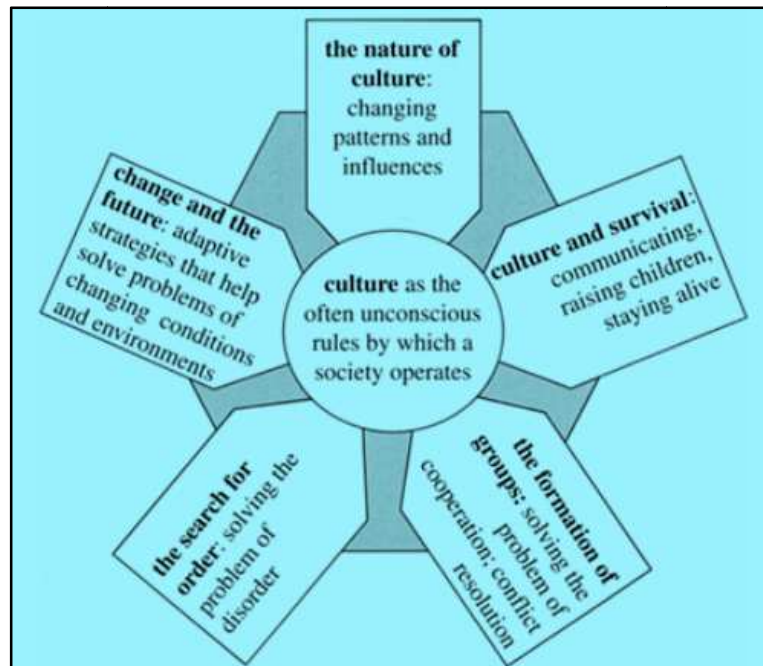 the nature of
culture:
changing
patterns and
influences
culture and survival:
communicating,
raising children,
staying alive
the formation of
groups: solving the
problem of
cooperation; conflict
resolution
the search for
order: solving the
problem of
disorder
change and the
future: adaptive
strategies that help
solve problems of
changing conditions
and environments
culture as the
often unconscious
rules by which a
society operates